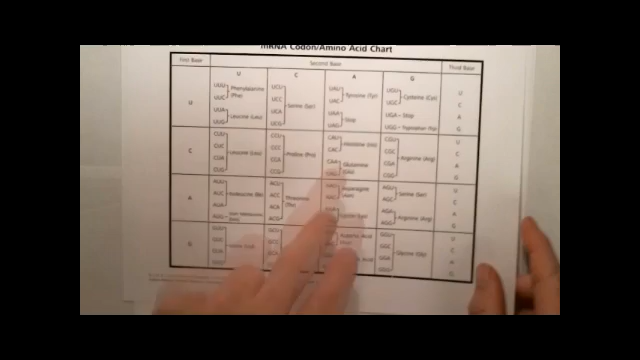 mRNA Codon/Amino Acid Chart
First Base Second Base Third Base
U C A G
UUU UCU UAU UGU U
Phenylalanine (Phe) Tyrosine (Tyr) Cysteine (Cys)
UUC UCC UAC UGC C
Serine (Ser)
U UUA UCA UAA UGA – Stop A
Leucine (Leu) Stop
UUG UCG UAG UGG – G
CUU CCU CAU CGU U
Histidine (His)
CUC CCC CAC CGC C
C Leucine (Leu) Proline (Pro) Arginine (Arg)
CUA CCA CAA CGA A
Glutamine (Gln)
CUG CCG CAG CGG G
AUU ACU AAU AGU U
Isoleucine (Ile) Asparagine (Asn) Serine (Ser)
AUC ACC AAC AGC C
A Threonine (Thr)
AUA ACA AGA A
Arginine (Arg)
AUG ACG AGG G
GUU GCU GGU U
GUC GGC C
G Glycine (Gly)
GUA GGA A
GUG GGG G